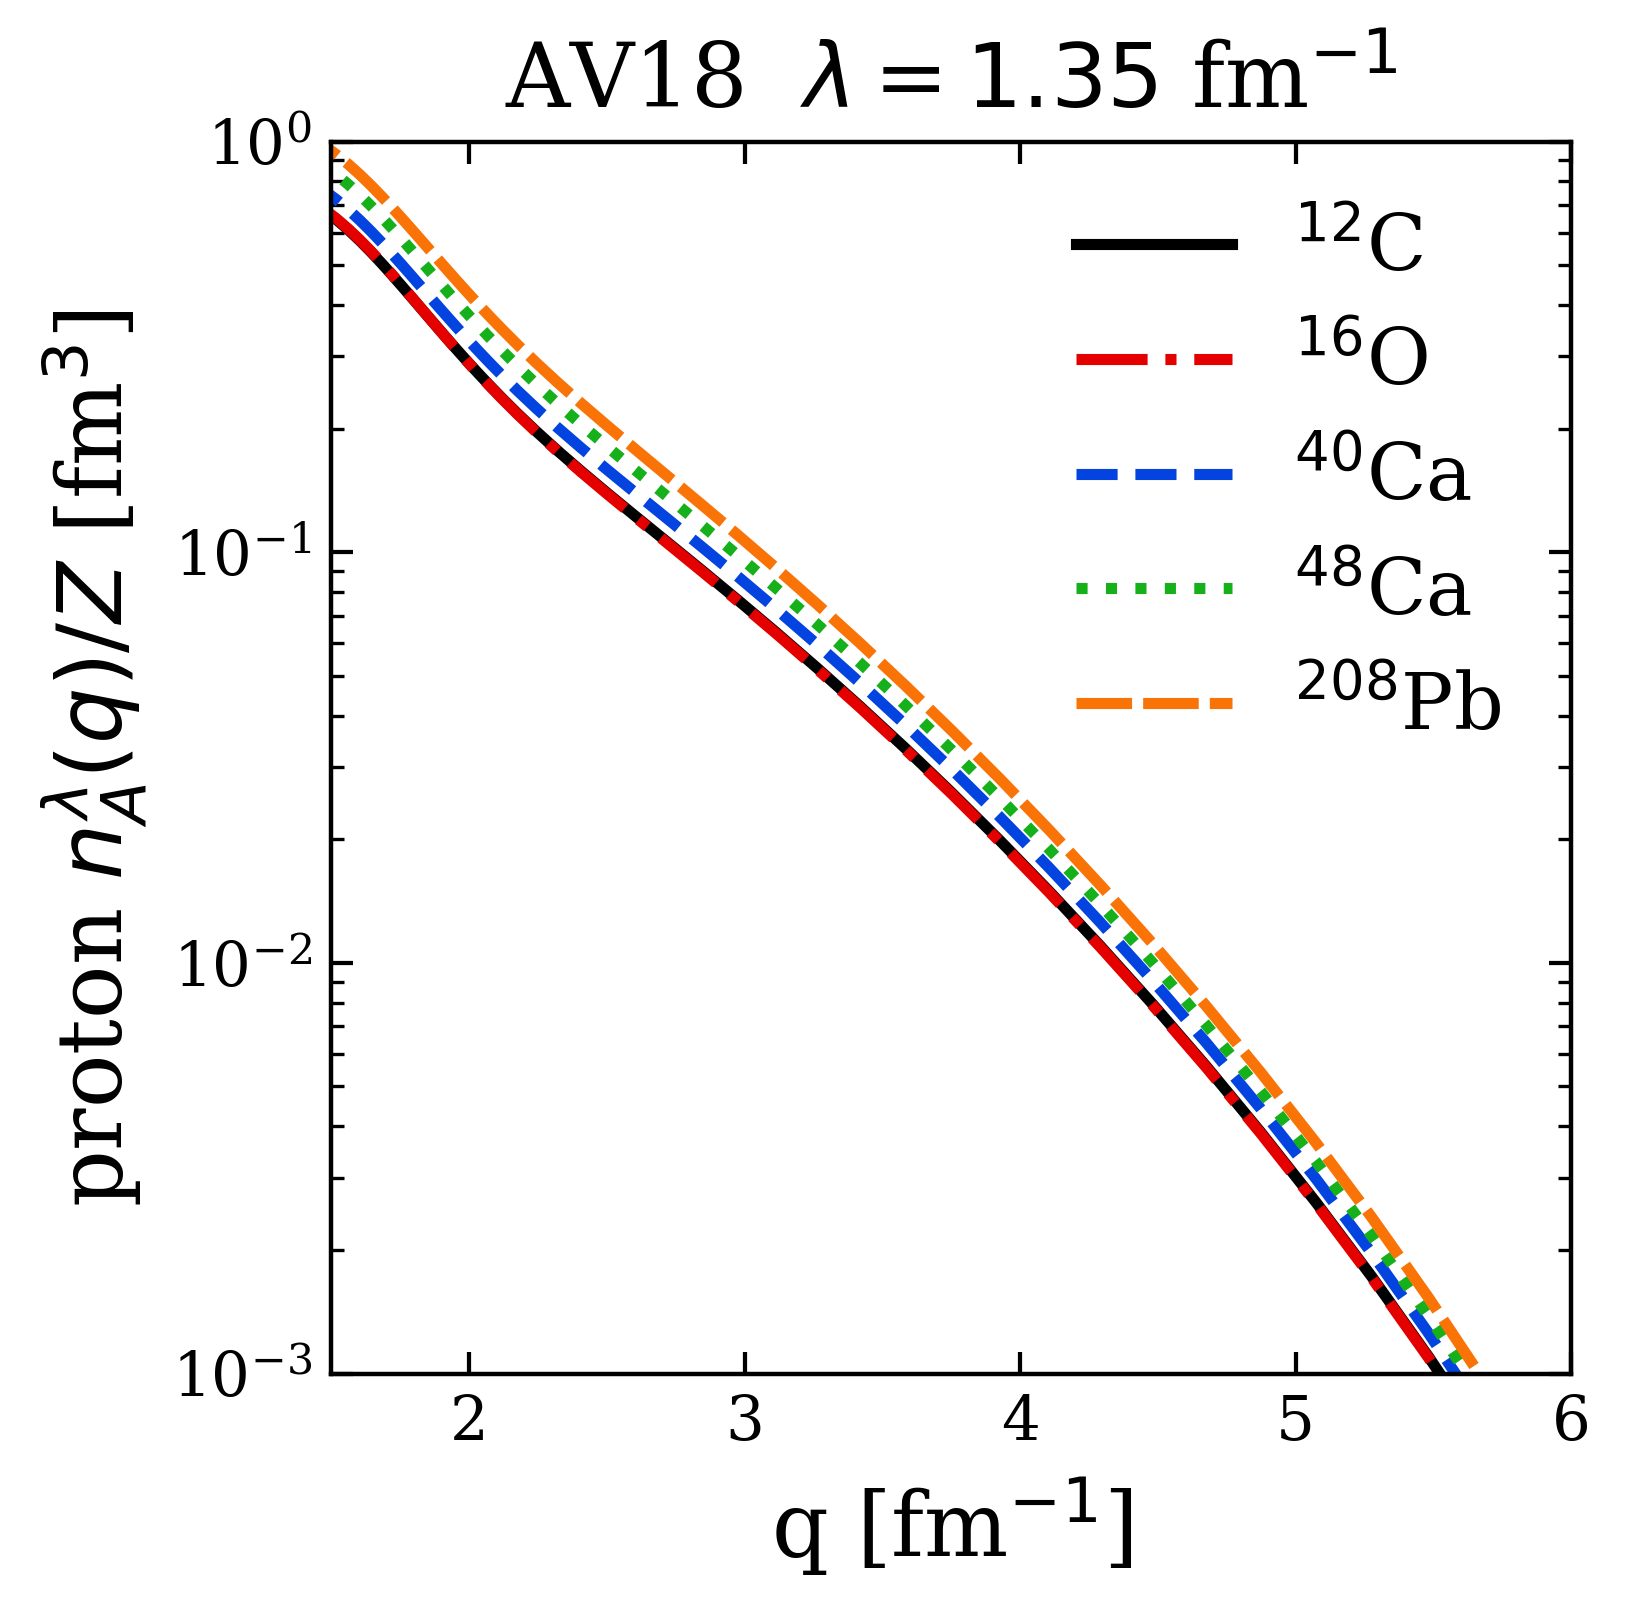 AV18 λ = 1.35 fm⁻¹
proton n_A^λ(q)/Z [fm³]
10⁰
10⁻¹
10⁻²
10⁻³
¹²C
¹⁶O
⁴⁰Ca
⁴⁸Ca
²⁰⁸Pb
2 3 4 5 6
q [fm⁻¹]